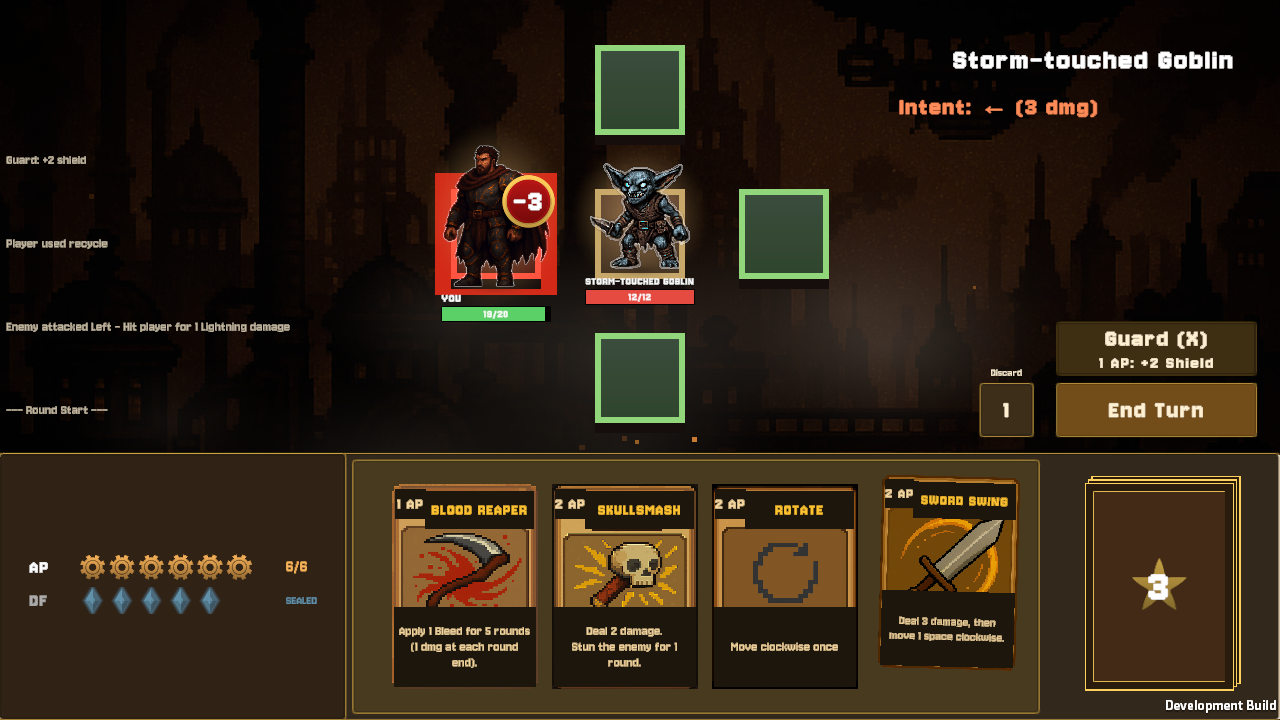 Storm-touched Goblin
Intent: ← (3 dmg)
Guard: +2 shield
Player used recycle
Enemy attacked Left - Hit player for 1 Lightning damage
--- Round Start ---
-3
YOU
19/20
STORM-TOUCHED GOBLIN
12/12
Guard (X)
1 AP: +2 Shield
Discard
1
End Turn
AP
6/6
DF
SEALED
1 AP
BLOOD REAPER
Apply 1 Bleed for 5 rounds
(1 dmg at each round
end).
2 AP
SKULLSMASH
Deal 2 damage.
Stun the enemy for 1
round.
2 AP
ROTATE
Move clockwise once
2 AP
SWORD SWING
Deal 3 damage, then
move 1 space clockwise.
3
Development Build